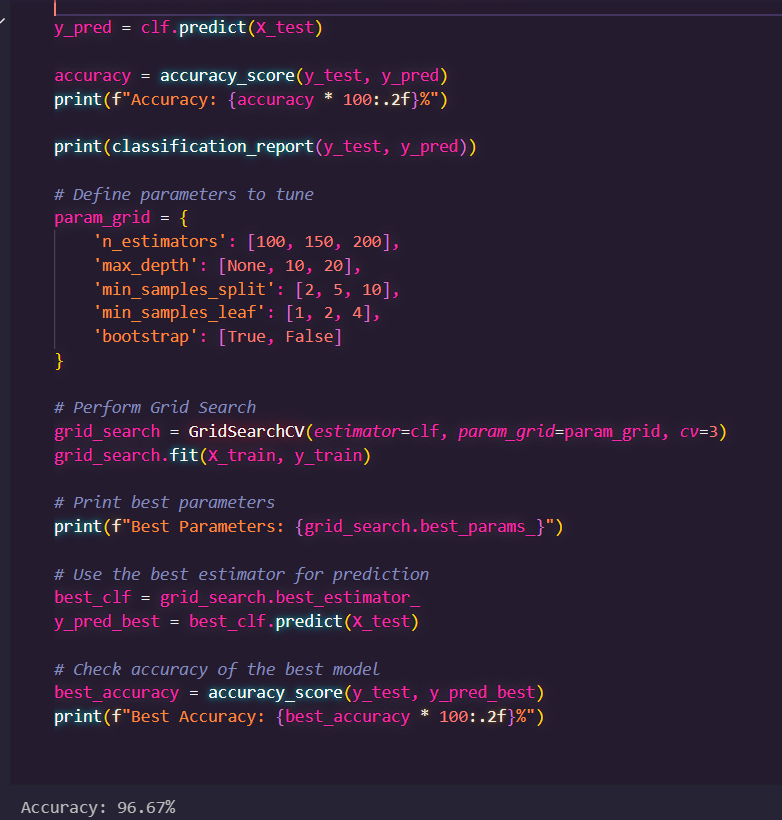 y_pred = clf.predict(X_test)
accuracy = accuracy_score(y_test, y_pred)
print(f"Accuracy: {accuracy * 100:.2f}%")
print(classification_report(y_test, y_pred))
# Define parameters to tune
param_grid = {
    'n_estimators': [100, 150, 200],
    'max_depth': [None, 10, 20],
    'min_samples_split': [2, 5, 10],
    'min_samples_leaf': [1, 2, 4],
    'bootstrap': [True, False]
}
# Perform Grid Search
grid_search = GridSearchCV(estimator=clf, param_grid=param_grid, cv=3)
grid_search.fit(X_train, y_train)
# Print best parameters
print(f"Best Parameters: {grid_search.best_params_}")
# Use the best estimator for prediction
best_clf = grid_search.best_estimator_
y_pred_best = best_clf.predict(X_test)
# Check accuracy of the best model
best_accuracy = accuracy_score(y_test, y_pred_best)
print(f"Best Accuracy: {best_accuracy * 100:.2f}%")
Accuracy: 96.67%